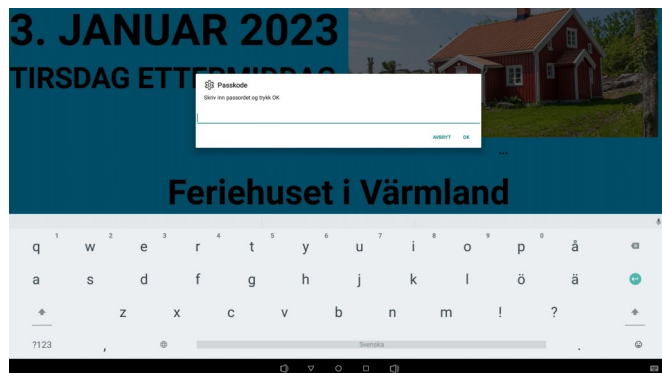 3. JANUAR 2023
TIRSDAG ETTERMIDDAG
Passkode
Skriv inn passordet og trykk OK
AVBRYT OK
...
Feriehuset i Värmland
q 1 w 2 e 3 r 4 t 5 y 6 u 7 i 8 o 9 p 0 å
a s d f g h j k l ö ä
z x c v b n m ! ?
?123 , Svenska .